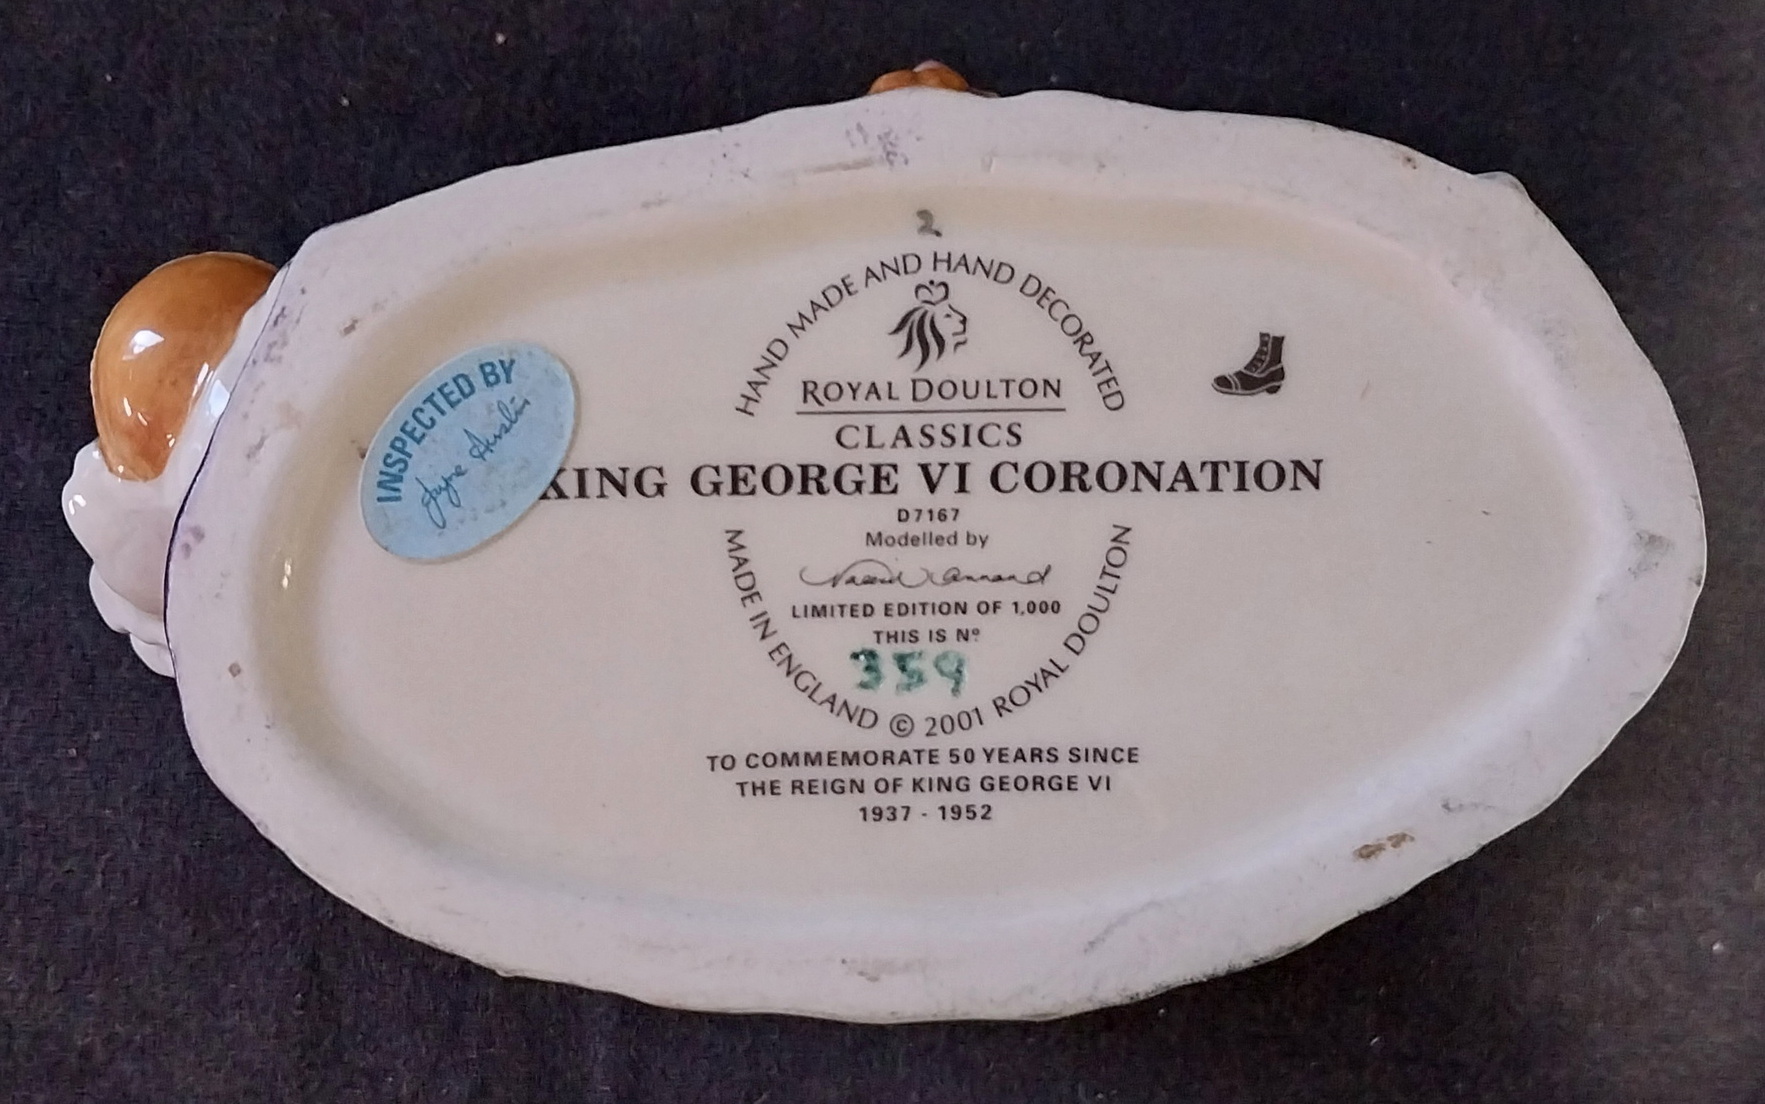 2
HAND MADE AND HAND DECORATED
ROYAL DOULTON
CLASSICS
KING GEORGE VI CORONATION
D7167
Modelled by
LIMITED EDITION OF 1,000
THIS IS Nº
359
MADE IN ENGLAND © 2001 ROYAL DOULTON
TO COMMEMORATE 50 YEARS SINCE
THE REIGN OF KING GEORGE VI
1937 - 1952
INSPECTED BY